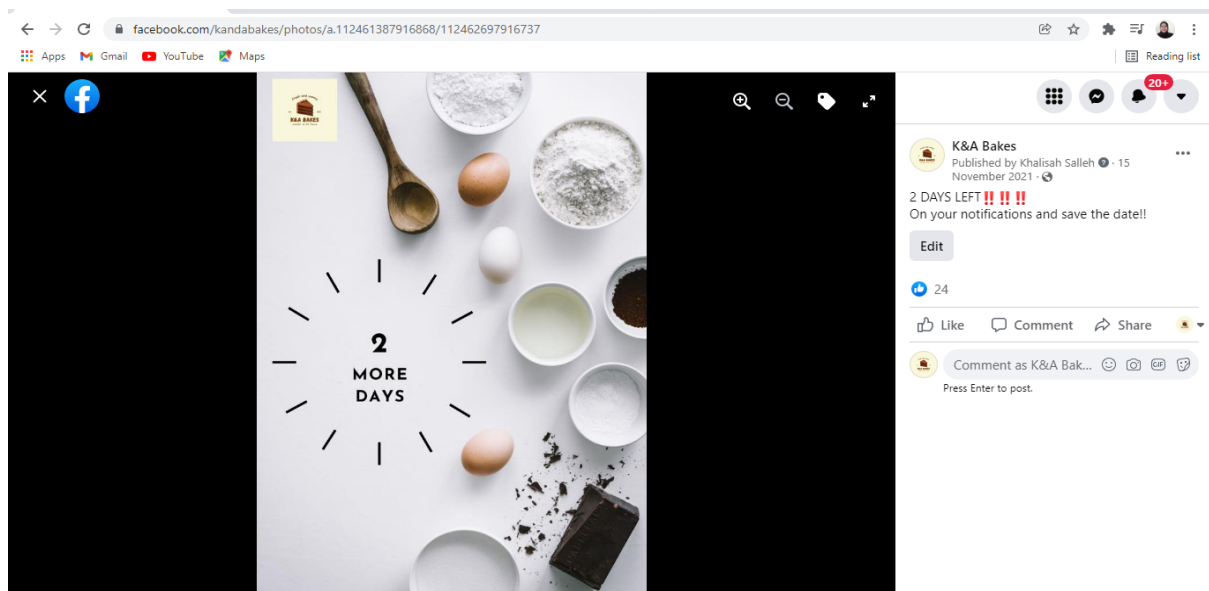 facebook.com/kandabakes/photos/a.112461387916868/112462697916737
Apps Gmail YouTube Maps Reading list
20+
K&A BAKES
K&A Bakes
Published by Khalisah Salleh · 15
November 2021 ·
2 DAYS LEFT‼️ ‼️ ‼️
On your notifications and save the date!!
Edit
24
Like Comment Share
Comment as K&A Bak... GIF
Press Enter to post.
2
MORE
DAYS